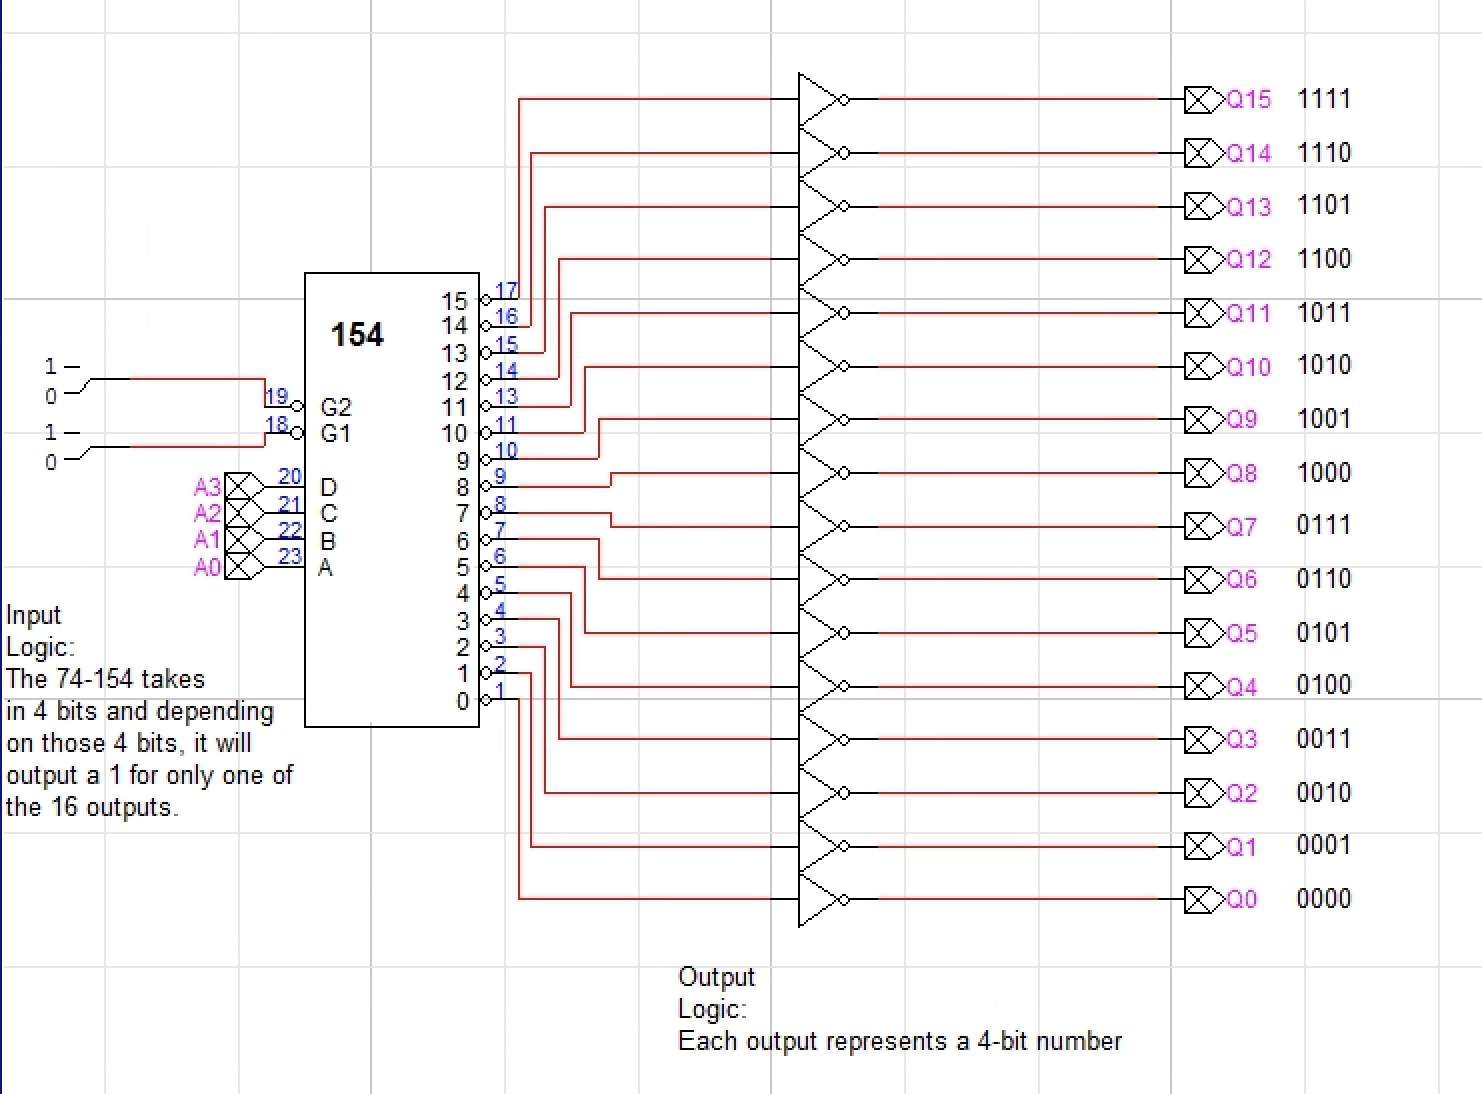 Q15 1111
Q14 1110
Q13 1101
Q12 1100
Q11 1011
Q10 1010
Q9 1001
Q8 1000
Q7 0111
Q6 0110
Q5 0101
Q4 0100
Q3 0011
Q2 0010
Q1 0001
Q0 0000
154
15 17
14 16
13 15
12 14
11 13
10 11
9 10
8 9
7 8
6 7
5 6
4 5
3 4
2 3
1 2
0 1
1
0
1
0
19 G2
18 G1
A3 20 D
A2 21 C
A1 22 B
A0 23 A
Input
Logic:
The 74-154 takes
in 4 bits and depending
on those 4 bits, it will
output a 1 for only one of
the 16 outputs.
Output
Logic:
Each output represents a 4-bit number